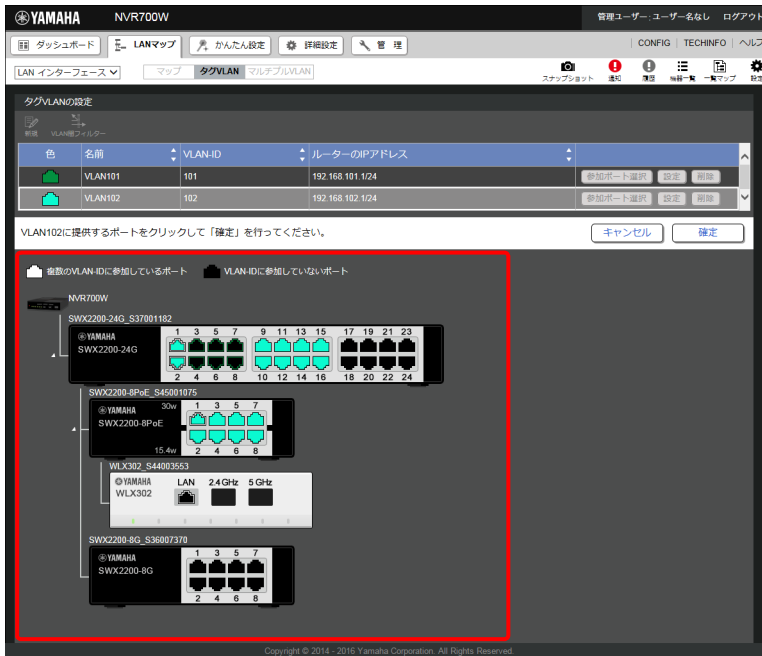 YAMAHA NVR700W 管理ユーザー：ユーザー名なし ログアウト
ダッシュボード LANマップ かんたん設定 詳細設定 管 理 CONFIG TECHINFO ヘルプ
LAN インターフェース マップ タグVLAN マルチプルVLAN スナップショット 通知 履歴 機器一覧 一覧マップ 設定
タグVLANの設定
新規 VLAN間フィルター
色 名前 VLAN-ID ルーターのIPアドレス
VLAN101 101 192.168.101.1/24 参加ポート選択 設定 削除
VLAN102 102 192.168.102.1/24 参加ポート選択 設定 削除
VLAN102に提供するポートをクリックして「確定」を行ってください。 キャンセル 確定
複数のVLAN-IDに参加しているポート VLAN-IDに参加していないポート
NVR700W
SWX2200-24G_S37001182
YAMAHA
SWX2200-24G
1 3 5 7 9 11 13 15 17 19 21 23
2 4 6 8 10 12 14 16 18 20 22 24
SWX2200-8PoE_S45001075
YAMAHA 30w 1 3 5 7
SWX2200-8PoE
15.4w 2 4 6 8
WLX302_S44003553
YAMAHA LAN 2.4 GHz 5 GHz
WLX302
SWX2200-8G_S36007370
YAMAHA 1 3 5 7
SWX2200-8G
2 4 6 8
Copyright © 2014 - 2016 Yamaha Corporation. All Rights Reserved.